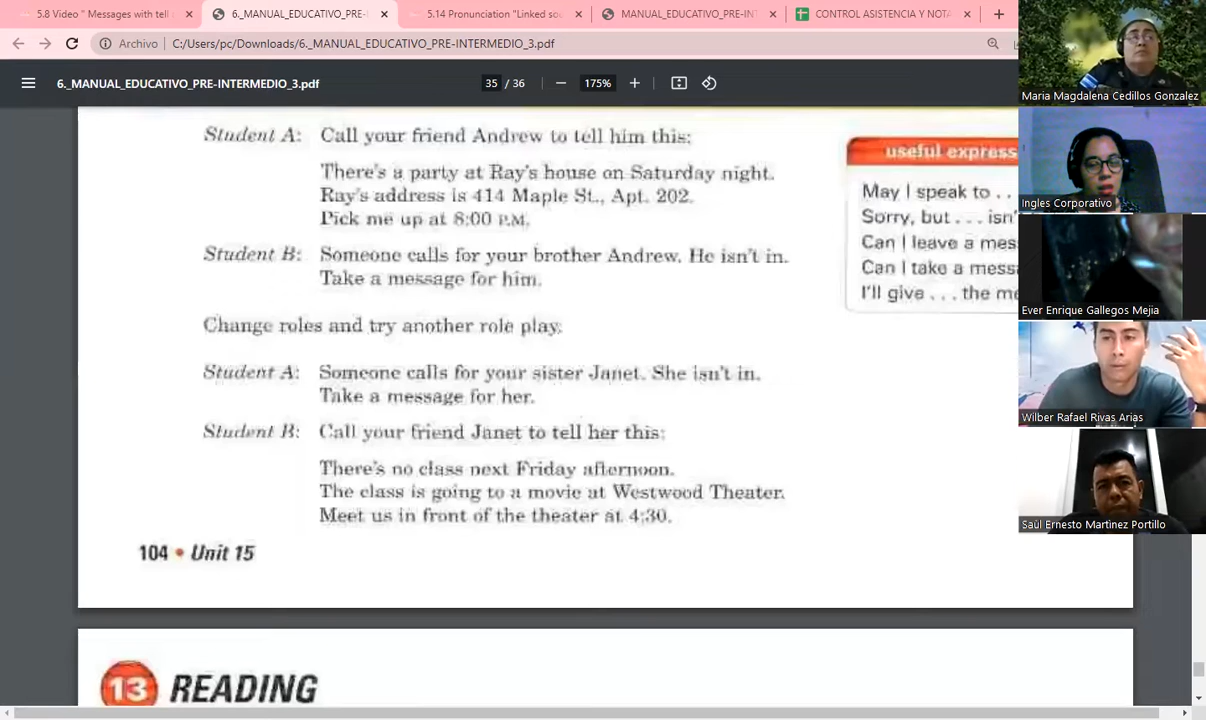 5.8 Video " Messages with tell
6._MANUAL_EDUCATIVO_PRE-
5.14 Pronunciation "Linked sou
MANUAL_EDUCATIVO_PRE-INT
CONTROL ASISTENCIA Y NOTA
Archivo
C:/Users/pc/Downloads/6._MANUAL_EDUCATIVO_PRE-INTERMEDIO_3.pdf
6._MANUAL_EDUCATIVO_PRE-INTERMEDIO_3.pdf
35 / 36
175%
Student A: Call your friend Andrew to tell him this:
There's a party at Ray's house on Saturday night.
Ray's address is 414 Maple St., Apt. 202.
Pick me up at 8:00 P.M.
Student B: Someone calls for your brother Andrew. He isn't in.
Take a message for him.
Change roles and try another role play.
Student A: Someone calls for your sister Janet. She isn't in.
Take a message for her.
Student B: Call your friend Janet to tell her this:
There's no class next Friday afternoon.
The class is going to a movie at Westwood Theater.
Meet us in front of the theater at 4:30.
104 • Unit 15
useful express
May I speak to . .
Sorry, but . . . isn'
Can I leave a mes
Can I take a mess
I'll give . . . the me
13 READING
Maria Magdalena Cedillos Gonzalez
Ingles Corporativo
Ever Enrique Gallegos Mejia
Wilber Rafael Rivas Arias
Saúl Ernesto Martinez Portillo